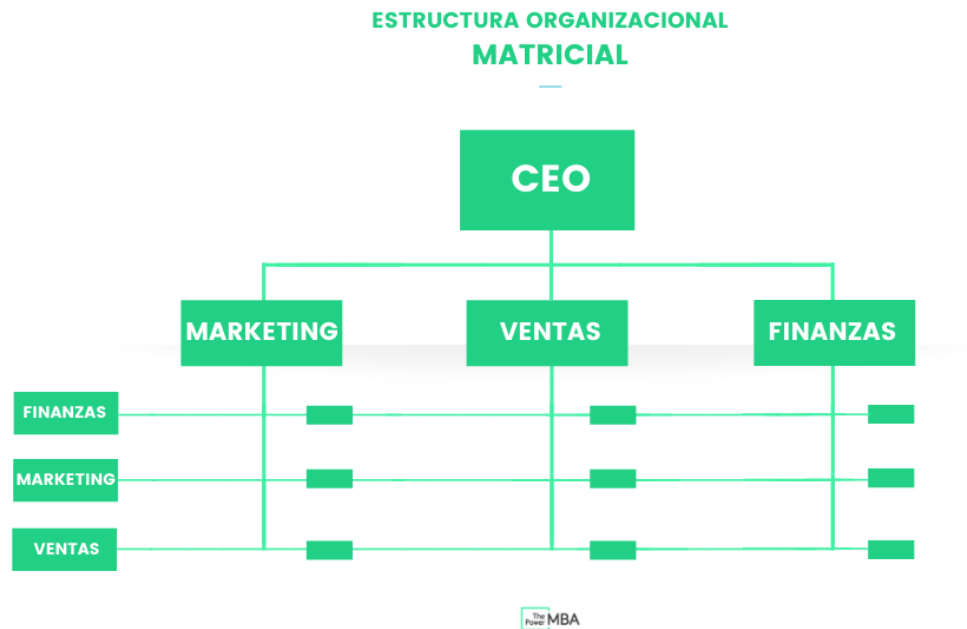 ESTRUCTURA ORGANIZACIONAL
MATRICIAL
CEO
MARKETING
VENTAS
FINANZAS
FINANZAS
MARKETING
VENTAS
The Power MBA